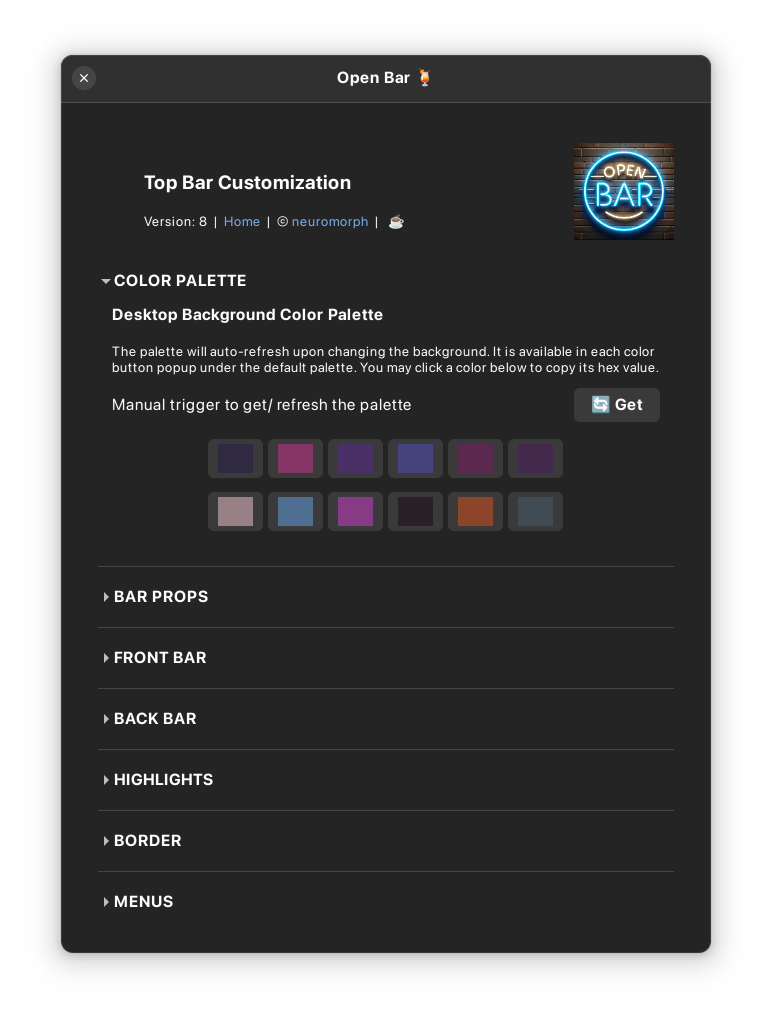 Open Bar 🍹
OPEN
BAR
Top Bar Customization
Version: 8 | Home | © neuromorph | ☕
COLOR PALETTE
Desktop Background Color Palette
The palette will auto-refresh upon changing the background. It is available in each color
button popup under the default palette. You may click a color below to copy its hex value.
Manual trigger to get/ refresh the palette
🔄 Get
BAR PROPS
FRONT BAR
BACK BAR
HIGHLIGHTS
BORDER
MENUS